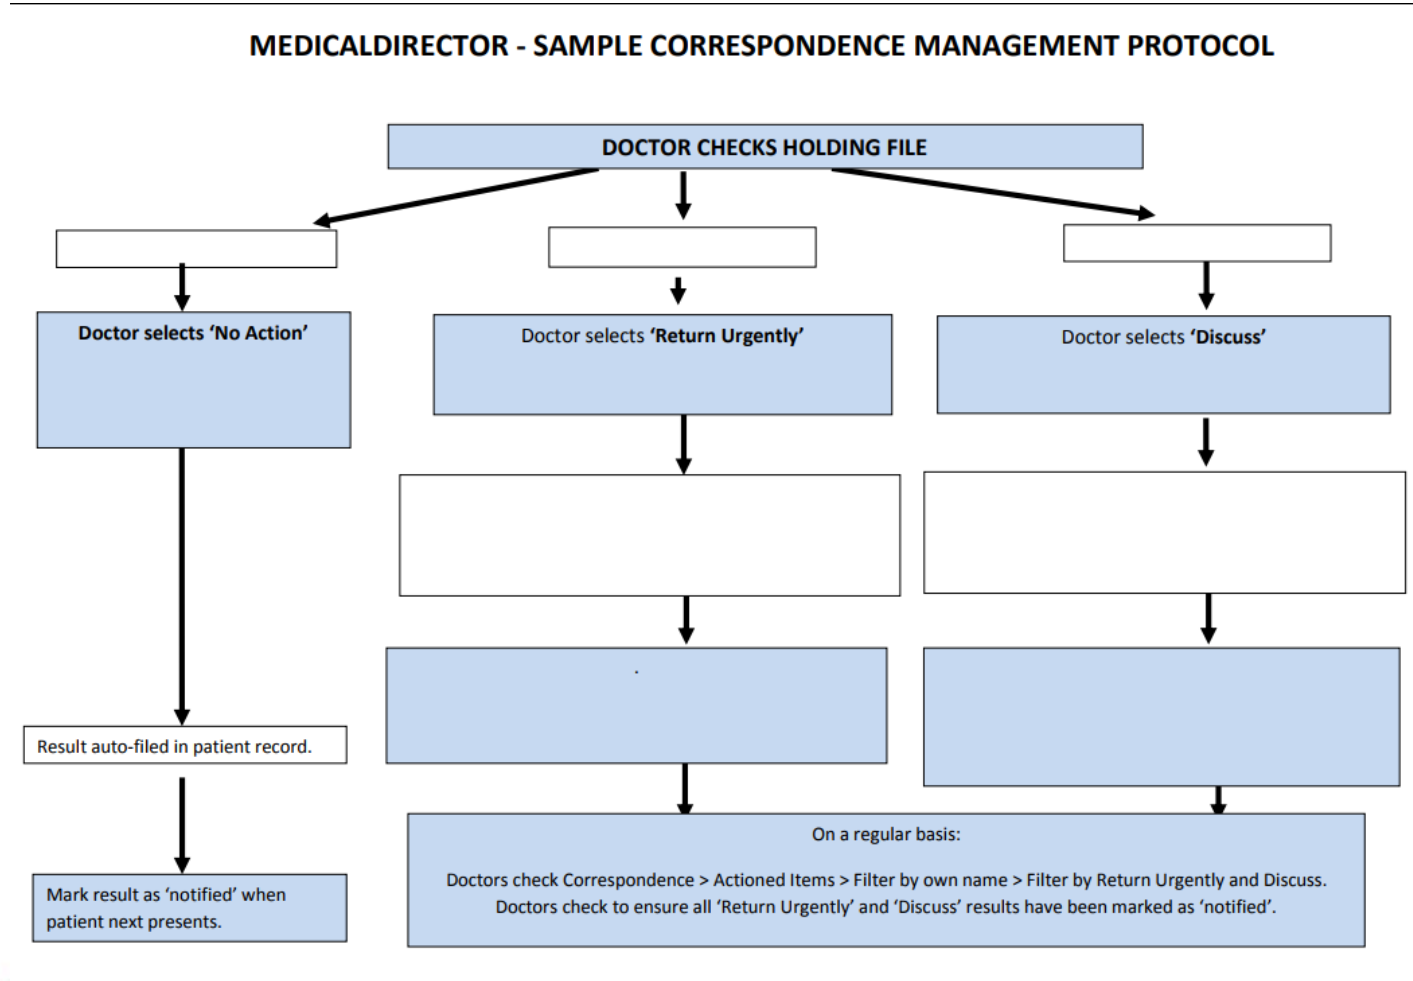 MEDICALDIRECTOR - SAMPLE CORRESPONDENCE MANAGEMENT PROTOCOL
DOCTOR CHECKS HOLDING FILE
Doctor selects ‘No Action’
Doctor selects ‘Return Urgently’
Doctor selects ‘Discuss’
.
Result auto-filed in patient record.
Mark result as ‘notified’ when
patient next presents.
On a regular basis:
Doctors check Correspondence > Actioned Items > Filter by own name > Filter by Return Urgently and Discuss.
Doctors check to ensure all ‘Return Urgently’ and ‘Discuss’ results have been marked as ‘notified’.